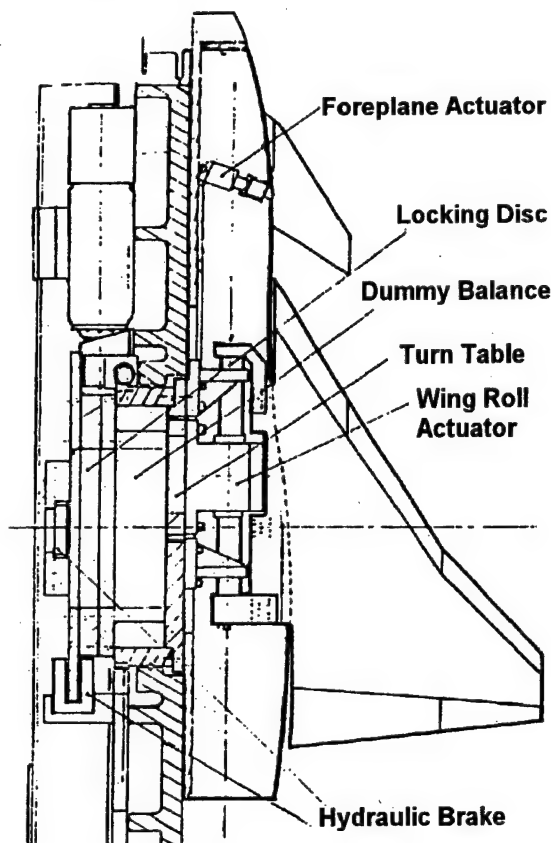 Foreplane Actuator
Locking Disc
Dummy Balance
Turn Table
Wing Roll
Actuator
Hydraulic Brake